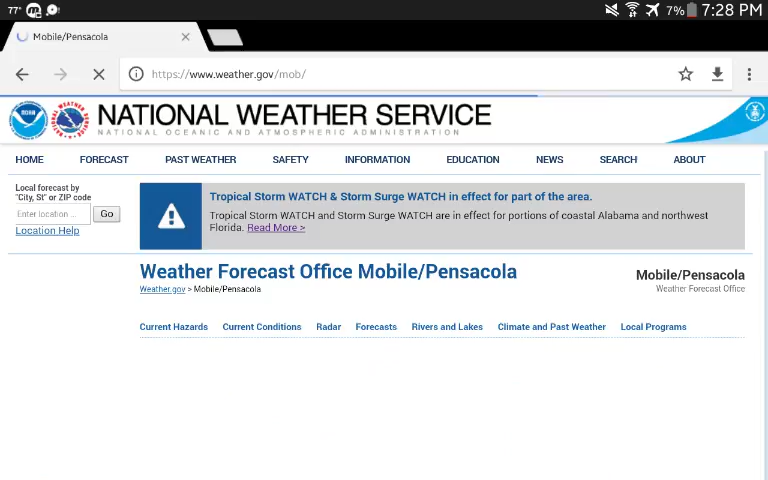 77° 7% 7:28 PM
Mobile/Pensacola
https://www.weather.gov/mob/
NATIONAL WEATHER SERVICE
NATIONAL OCEANIC AND ATMOSPHERIC ADMINISTRATION
HOME FORECAST PAST WEATHER SAFETY INFORMATION EDUCATION NEWS SEARCH ABOUT
Local forecast by
"City, St" or ZIP code
Enter location ... Go
Location Help
Tropical Storm WATCH & Storm Surge WATCH in effect for part of the area.
Tropical Storm WATCH and Storm Surge WATCH are in effect for portions of coastal Alabama and northwest
Florida. Read More >
Weather Forecast Office Mobile/Pensacola
Weather.gov > Mobile/Pensacola
Mobile/Pensacola
Weather Forecast Office
Current Hazards Current Conditions Radar Forecasts Rivers and Lakes Climate and Past Weather Local Programs